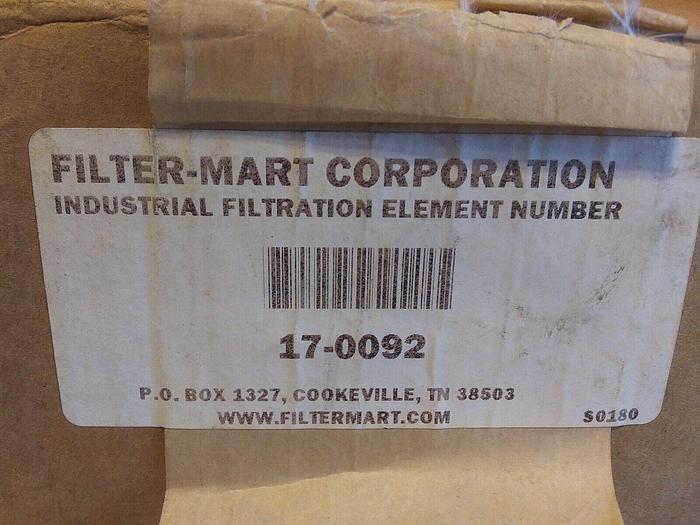 FILTER-MART CORPORATION
INDUSTRIAL FILTRATION ELEMENT NUMBER
17-0092
P.O. BOX 1327, COOKEVILLE, TN 38503
WWW.FILTERMART.COM
S0180